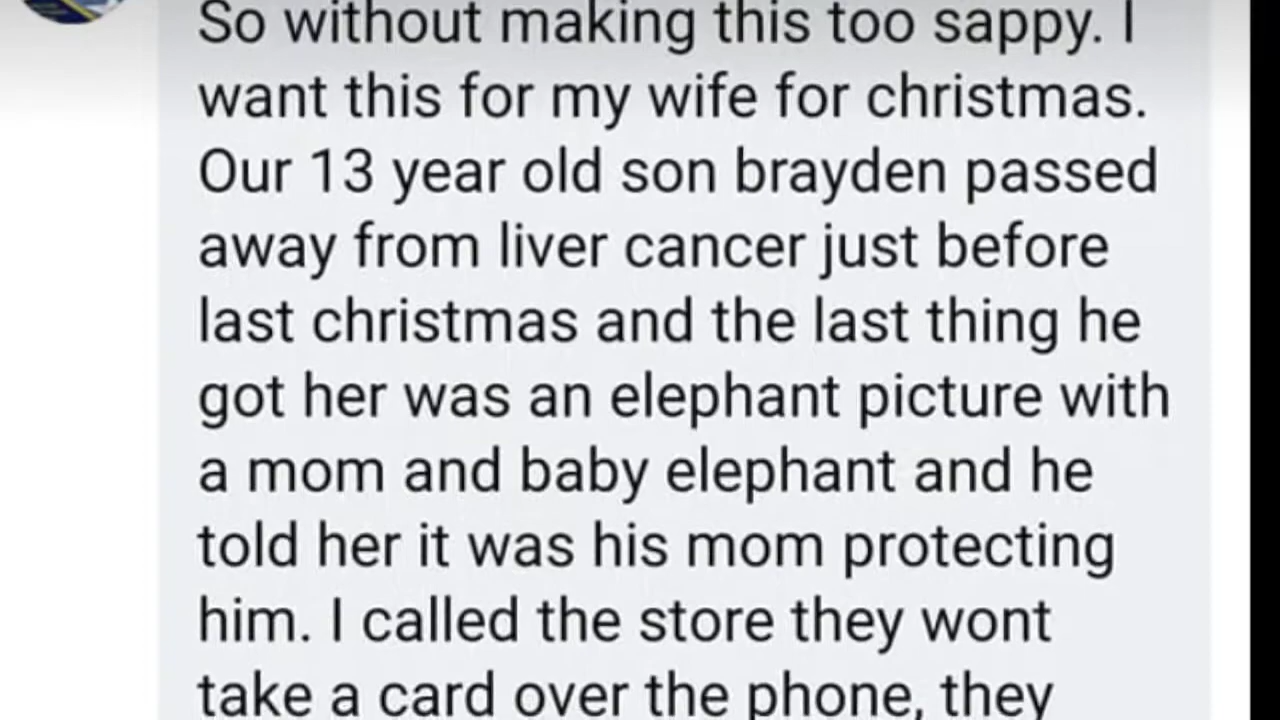 So without making this too sappy. I
want this for my wife for christmas.
Our 13 year old son brayden passed
away from liver cancer just before
last christmas and the last thing he
got her was an elephant picture with
a mom and baby elephant and he
told her it was his mom protecting
him. I called the store they wont
take a card over the phone, they